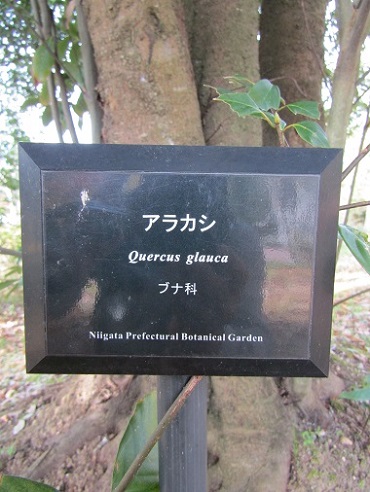 アラカシ
Quercus glauca
ブナ科
Niigata Prefectural Botanical Garden